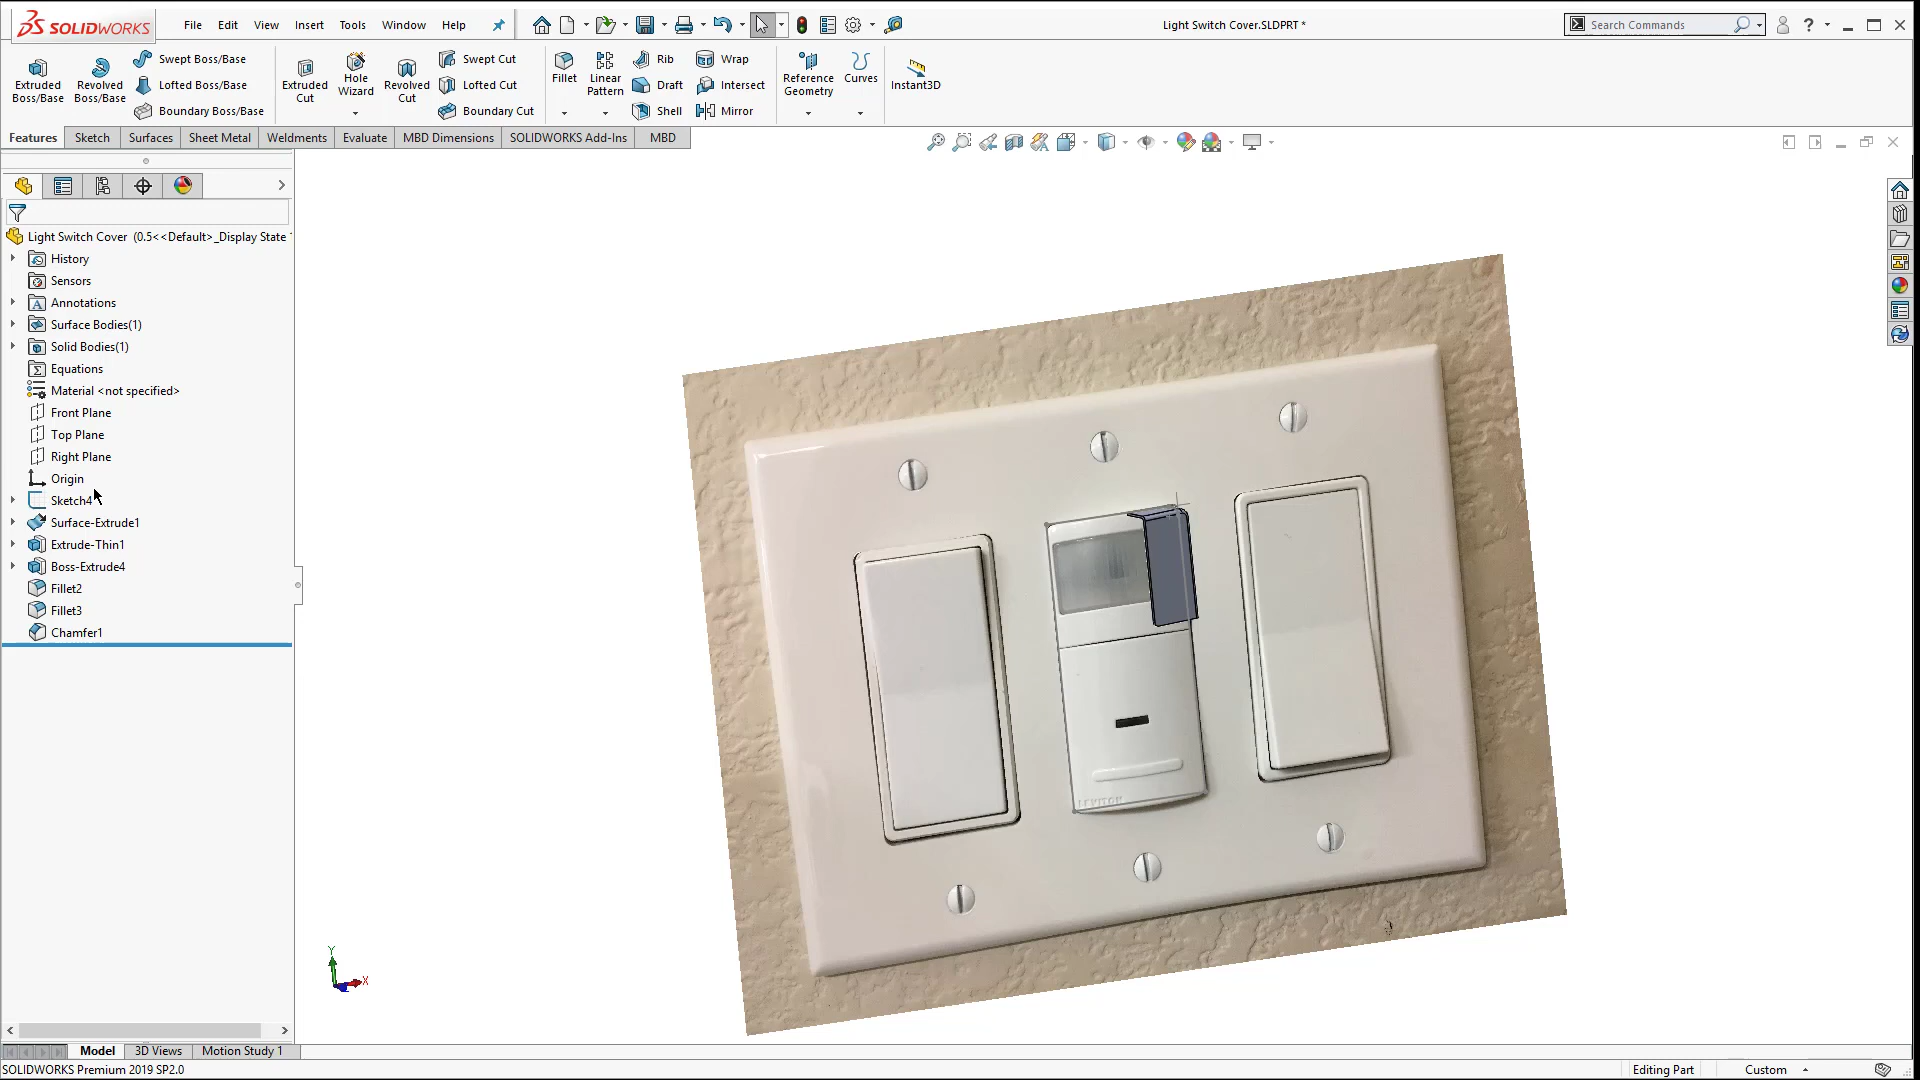 SOLIDWORKS
File Edit View Insert Tools Window Help
Light Switch Cover.SLDPRT *
Search Commands
Extruded Boss/Base
Revolved Boss/Base
Swept Boss/Base
Lofted Boss/Base
Boundary Boss/Base
Extruded Cut
Hole Wizard
Revolved Cut
Swept Cut
Lofted Cut
Boundary Cut
Fillet
Linear Pattern
Rib
Draft
Shell
Wrap
Intersect
Mirror
Reference Geometry
Curves
Instant3D
Features Sketch Surfaces Sheet Metal Weldments Evaluate MBD Dimensions SOLIDWORKS Add-Ins MBD
Light Switch Cover (0.5<<Default>_Display State
History
Sensors
Annotations
Surface Bodies(1)
Solid Bodies(1)
Equations
Material <not specified>
Front Plane
Top Plane
Right Plane
Origin
Sketch4
Surface-Extrude1
Extrude-Thin1
Boss-Extrude4
Fillet2
Fillet3
Chamfer1
LEVITON
Y
X
Model 3D Views Motion Study 1
SOLIDWORKS Premium 2019 SP2.0
Editing Part
Custom